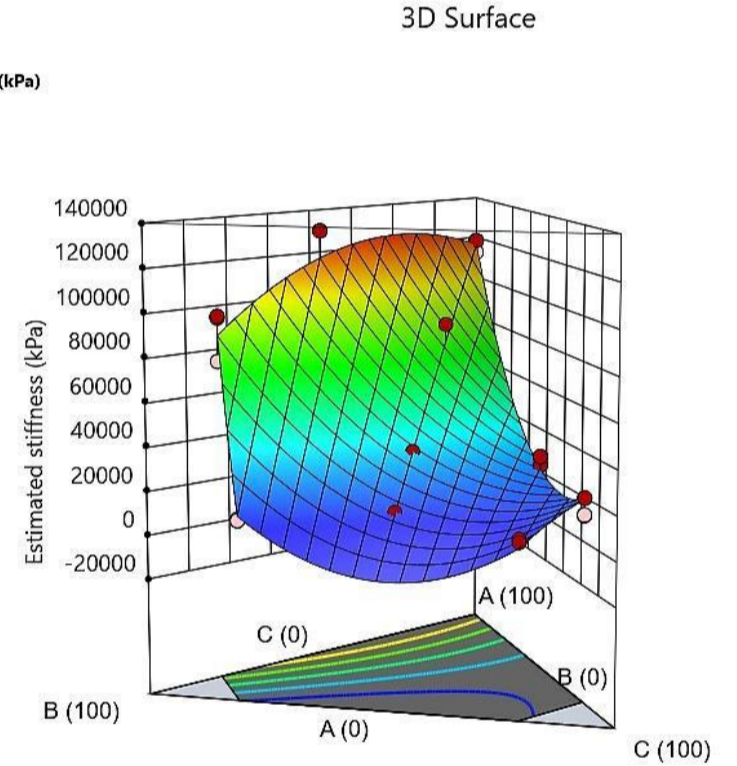 3D Surface
(kPa)
140000
120000
100000
80000
60000
40000
20000
0
-20000
Estimated stiffness (kPa)
A (100)
C (0)
B (0)
B (100)
A (0)
C (100)